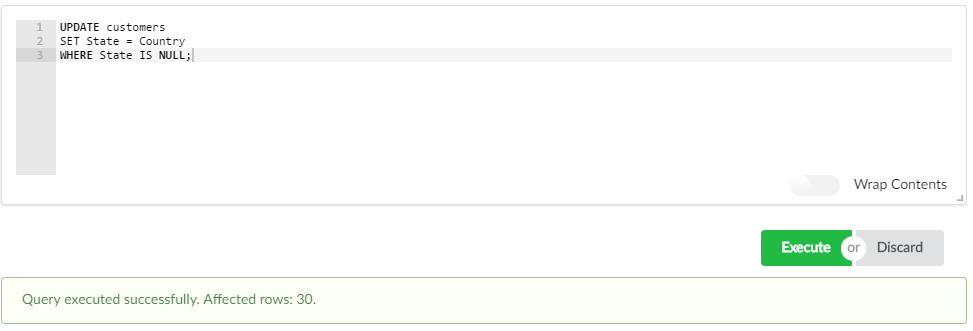 1 UPDATE customers
2 SET State = Country
3 WHERE State IS NULL;
Wrap Contents
Execute or Discard
Query executed successfully. Affected rows: 30.